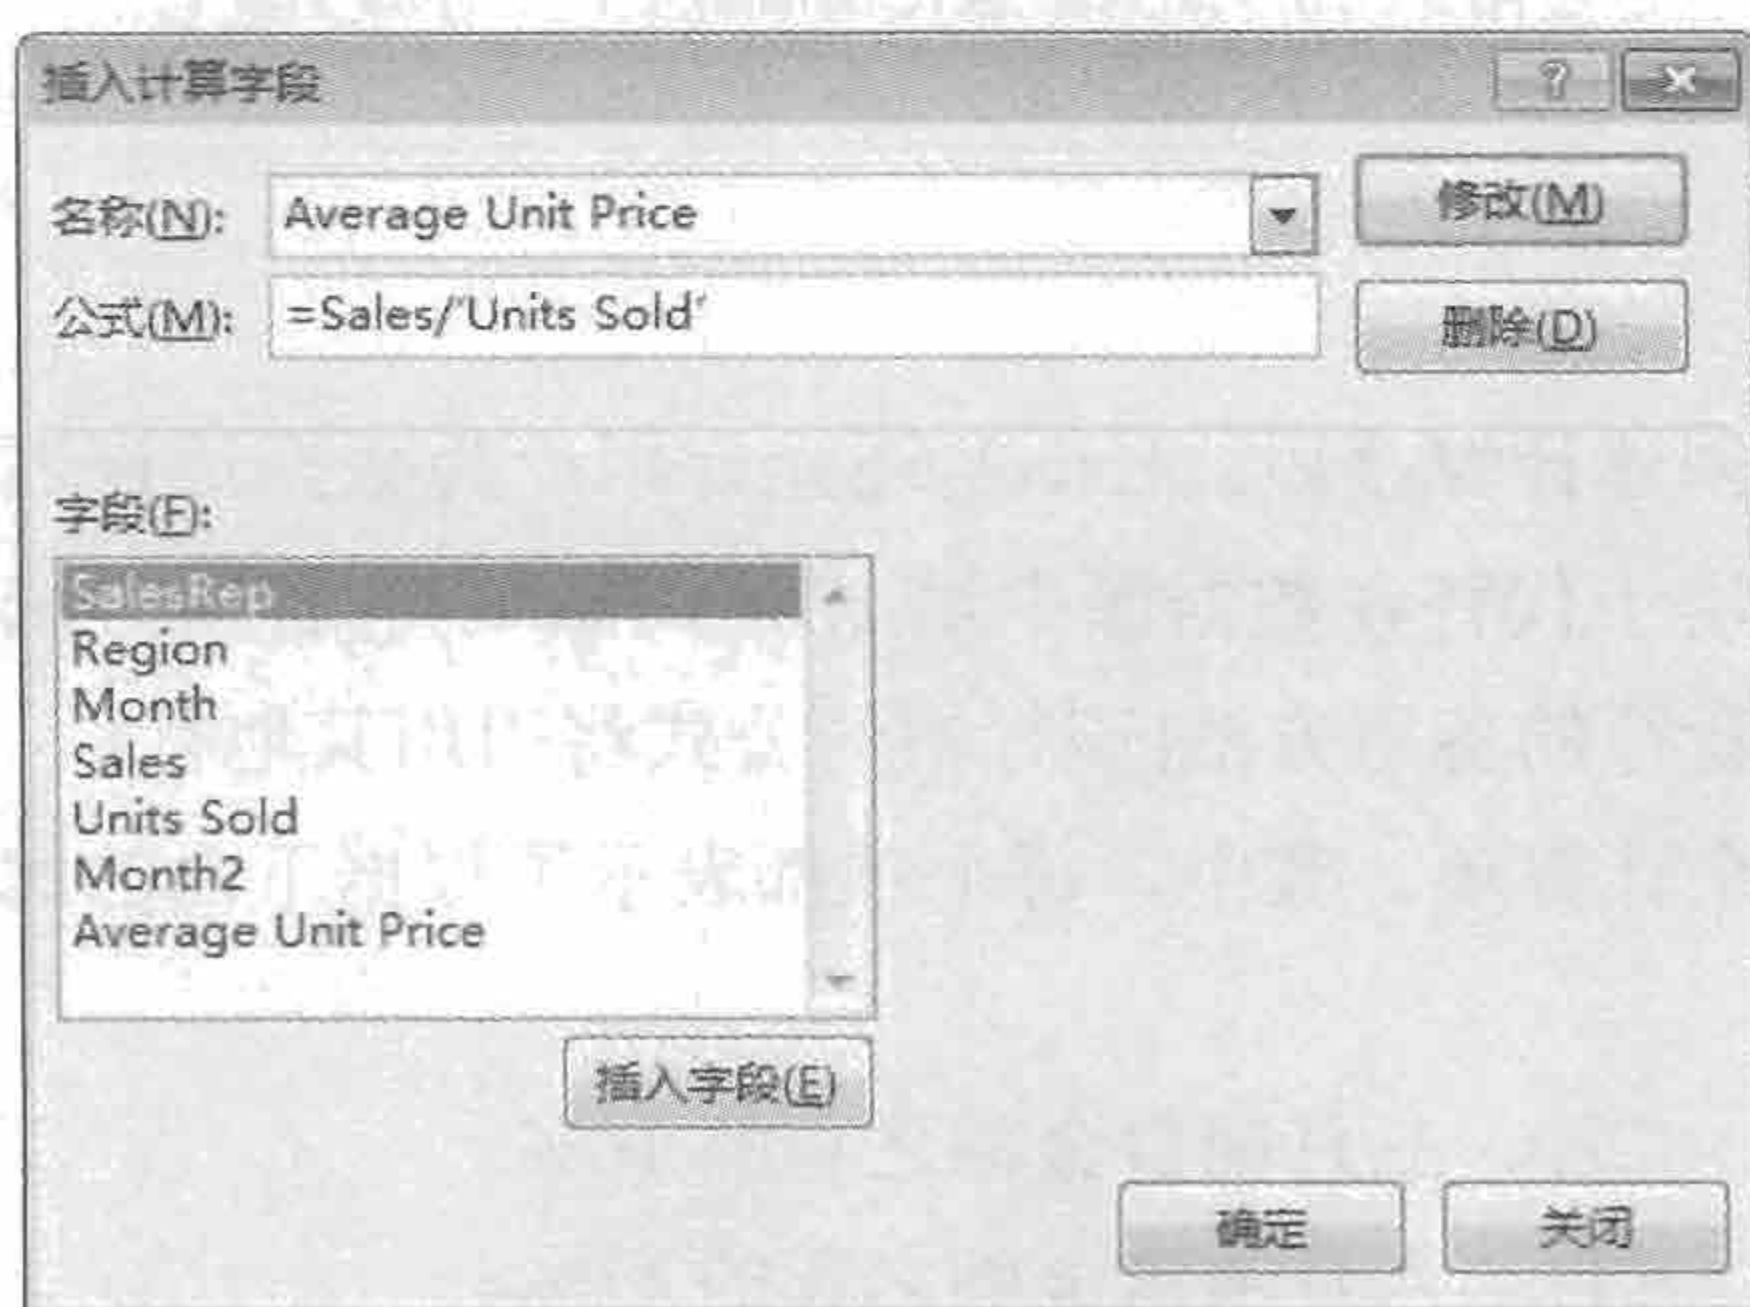 插入计算字段
名称(N): Average Unit Price 修改(M)
公式(M): =Sales/'Units Sold' 删除(D)
字段(F):
SalesRep
Region
Month
Sales
Units Sold
Month2
Average Unit Price
插入字段(E)
确定 关闭